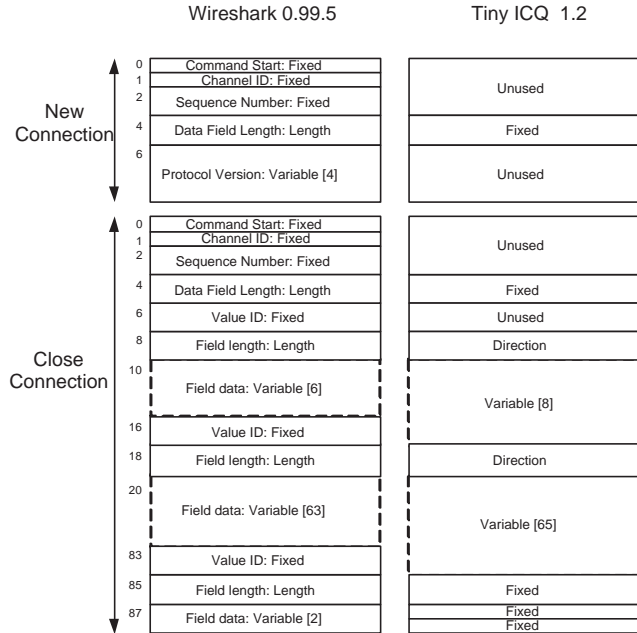 Wireshark 0.99.5
Tiny ICQ 1.2
New
Connection
0
Command Start: Fixed
1
Channel ID: Fixed
2
Sequence Number: Fixed
Unused
4
Data Field Length: Length
Fixed
6
Protocol Version: Variable [4]
Unused
Close
Connection
0
Command Start: Fixed
1
Channel ID: Fixed
2
Sequence Number: Fixed
Unused
4
Data Field Length: Length
Fixed
6
Value ID: Fixed
Unused
8
Field length: Length
Direction
10
Field data: Variable [6]
Variable [8]
16
Value ID: Fixed
18
Field length: Length
Direction
20
Field data: Variable [63]
Variable [65]
83
Value ID: Fixed
85
Field length: Length
Fixed
87
Field data: Variable [2]
Fixed
Fixed